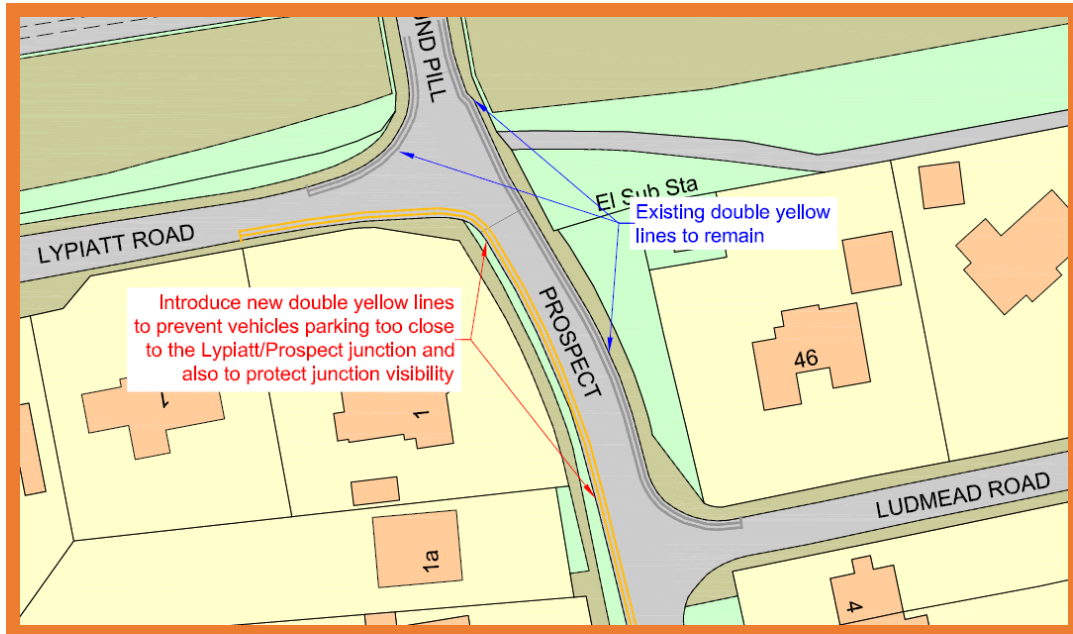 OND PILL
LYPIATT ROAD
El Sub Sta
Existing double yellow
lines to remain
Introduce new double yellow lines
to prevent vehicles parking too close
to the Lypiatt/Prospect junction and
also to protect junction visibility
PROSPECT
46
1
1a
LUDMEAD ROAD
4